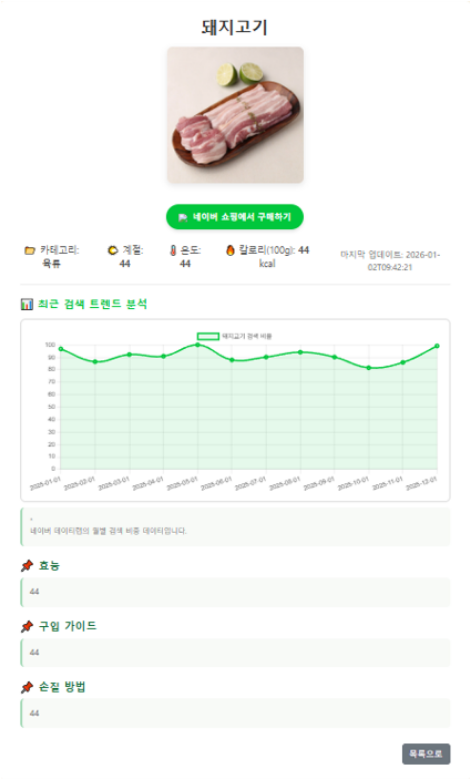 돼지고기
네이버 쇼핑에서 구매하기
카테고리: 육류
계절: 44
온도: 44
칼로리(100g): 44 kcal
마지막 업데이트: 2026-01-02T09:42:21
최근 검색 트렌드 분석
돼지고기 검색 비율
100
90
80
70
60
50
40
30
20
10
0
2025-01-01
2025-02-01
2025-03-01
2025-04-01
2025-05-01
2025-06-01
2025-07-01
2025-08-01
2025-09-01
2025-10-01
2025-11-01
2025-12-01
*
네이버 데이터랩의 월별 검색 비중 데이터입니다.
효능
44
구입 가이드
44
손질 방법
44
목록으로